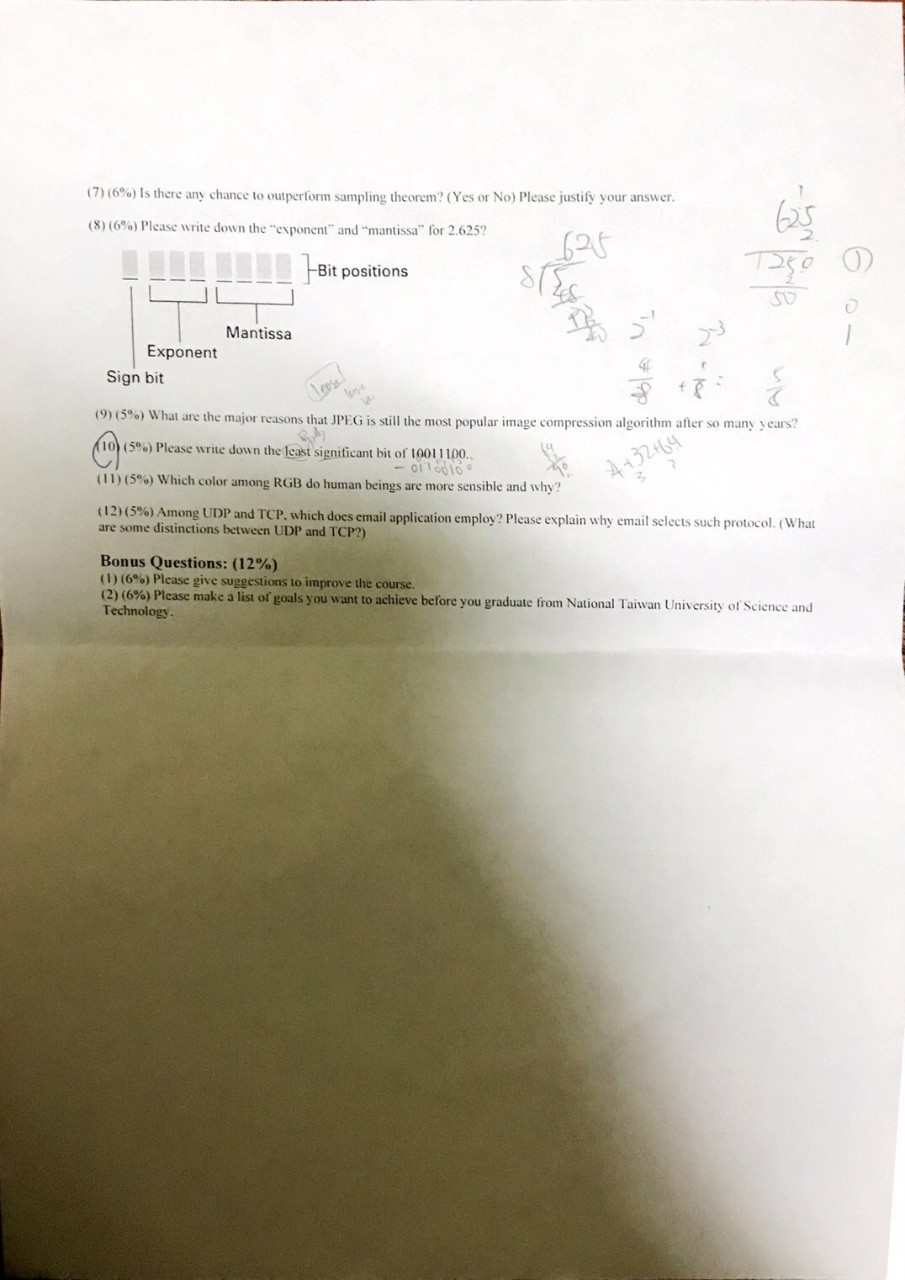 (7) (6%) Is there any chance to outperform sampling theorem? (Yes or No) Please justify your answer.
(8) (6%) Please write down the "exponent" and "mantissa" for 2.625?
Bit positions
Mantissa
Exponent
Sign bit
625
2
1250
2
50
1
0
1
625
8
2^-1
2^-3
4/8 + 1/8 = 5/8
(9) (5%) What are the major reasons that JPEG is still the most popular image compression algorithm after so many years?
(10) (5%) Please write down the least significant bit of 10011100.
(11) (5%) Which color among RGB do human beings are more sensible and why?
4+32+64
(12) (5%) Among UDP and TCP, which does email application employ? Please explain why email selects such protocol. (What
are some distinctions between UDP and TCP?)
Bonus Questions: (12%)
(1) (6%) Please give suggestions to improve the course.
(2) (6%) Please make a list of goals you want to achieve before you graduate from National Taiwan University of Science and
Technology.